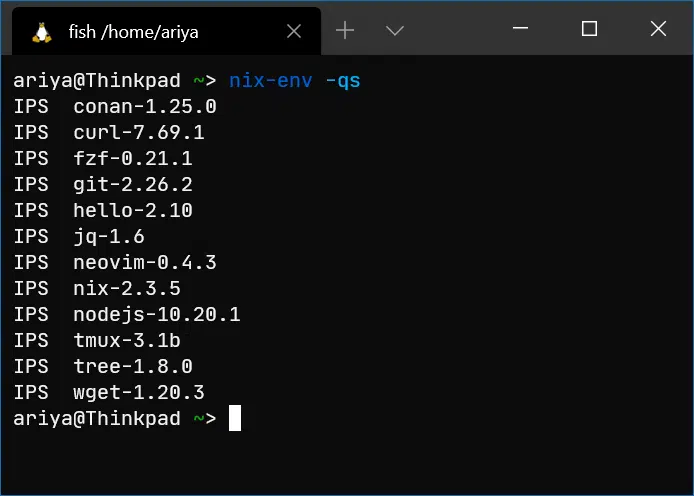 fish /home/ariya
ariya@Thinkpad ~> nix-env -qs
IPS  conan-1.25.0
IPS  curl-7.69.1
IPS  fzf-0.21.1
IPS  git-2.26.2
IPS  hello-2.10
IPS  jq-1.6
IPS  neovim-0.4.3
IPS  nix-2.3.5
IPS  nodejs-10.20.1
IPS  tmux-3.1b
IPS  tree-1.8.0
IPS  wget-1.20.3
ariya@Thinkpad ~>